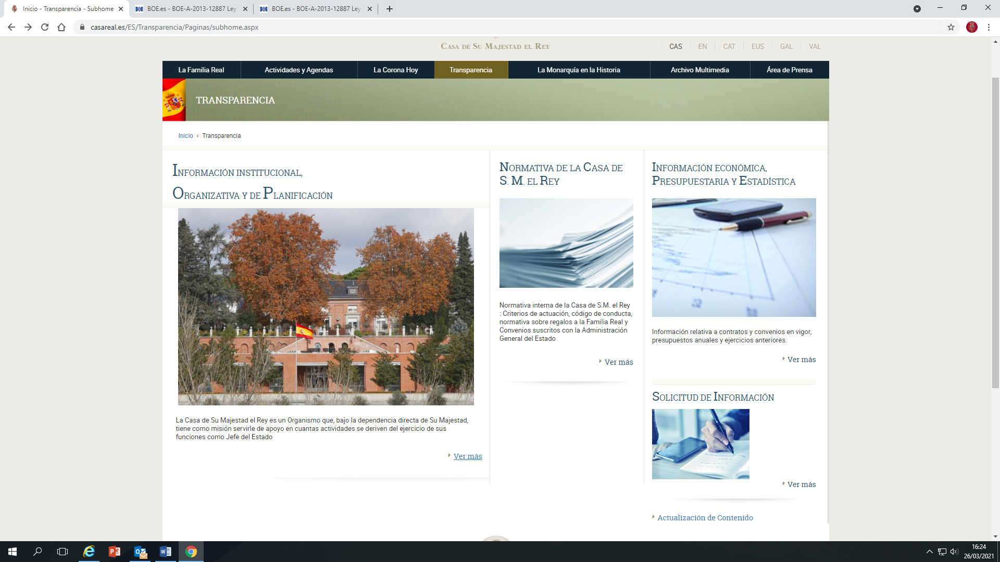 Inicio - Transparencia - Subhome
BOE.es - BOE-A-2013-12887 Ley
BOE.es - BOE-A-2013-12887 Ley
casareal.es/ES/Transparencia/Paginas/subhome.aspx
Casa de Su Majestad el Rey
CAS EN CAT EUS GAL VAL
La Familia Real Actividades y Agendas La Corona Hoy Transparencia La Monarquía en la Historia Archivo Multimedia Área de Prensa
TRANSPARENCIA
Inicio › Transparencia
Información institucional,
Organizativa y de Planificación
La Casa de Su Majestad el Rey es un Organismo que, bajo la dependencia directa de Su Majestad,
tiene como misión servirle de apoyo en cuantas actividades se deriven del ejercicio de sus
funciones como Jefe del Estado
Ver más
Normativa de la Casa de
S. M. el Rey
Normativa interna de la Casa de S.M. el Rey
: Criterios de actuación, código de conducta,
normativa sobre regalos a la Familia Real y
Convenios suscritos con la Administración
General del Estado
Ver más
Información económica,
Presupuestaria y Estadística
Información relativa a contratos y convenios en vigor,
presupuestos anuales y ejercicios anteriores.
Ver más
Solicitud de Información
Ver más
Actualización de Contenido
16:24
26/03/2021